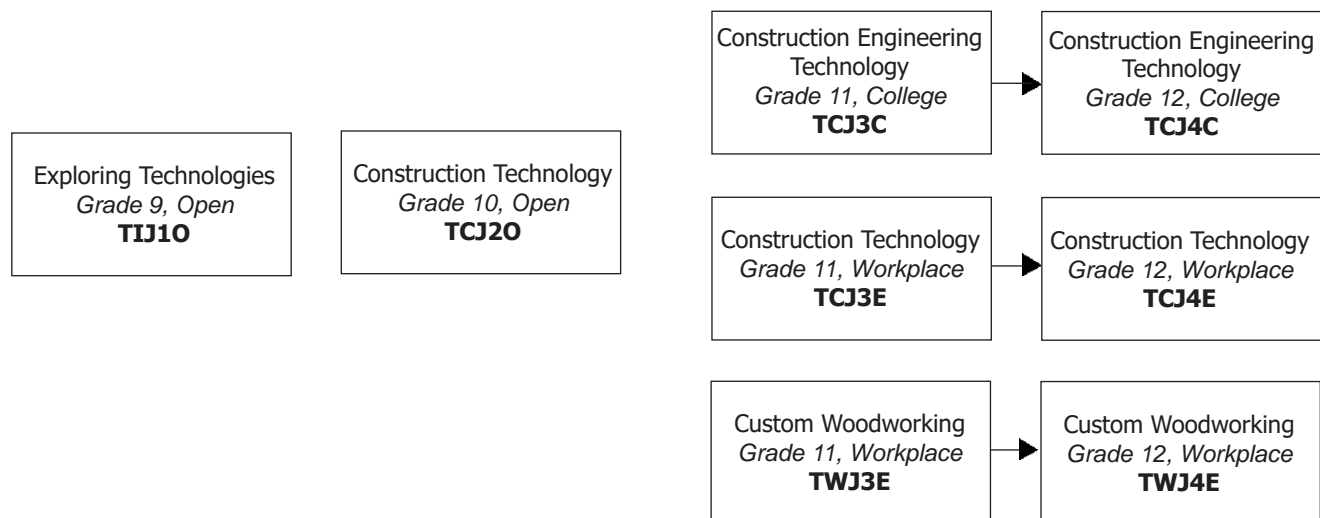 Exploring Technologies
Grade 9, Open
TIJ1O
Construction Technology
Grade 10, Open
TCJ2O
Construction Engineering
Technology
Grade 11, College
TCJ3C
Construction Engineering
Technology
Grade 12, College
TCJ4C
Construction Technology
Grade 11, Workplace
TCJ3E
Construction Technology
Grade 12, Workplace
TCJ4E
Custom Woodworking
Grade 11, Workplace
TWJ3E
Custom Woodworking
Grade 12, Workplace
TWJ4E